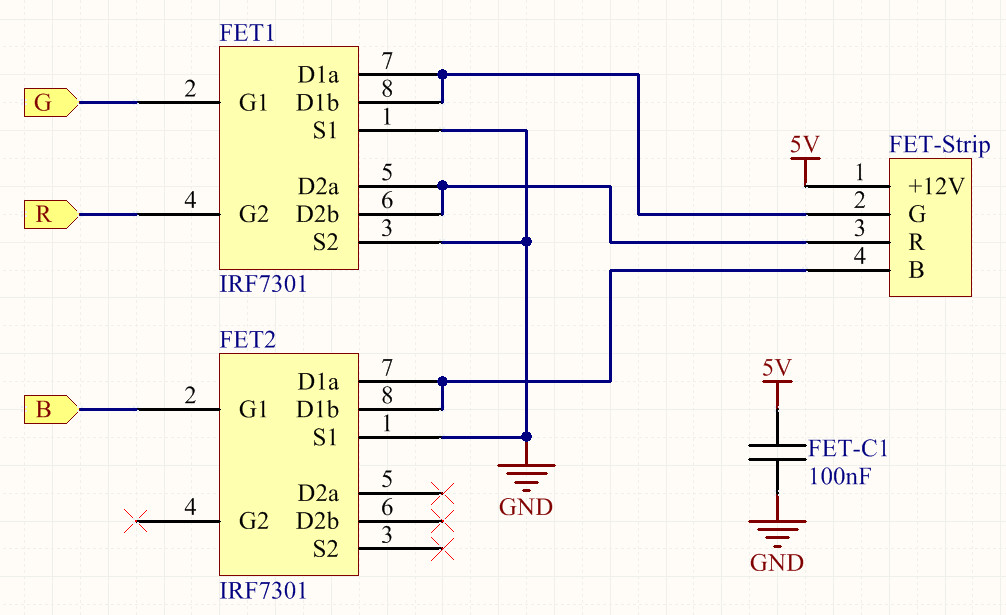 FET1
G
2
G1
D1a
7
D1b
8
S1
1
R
4
G2
D2a
5
D2b
6
S2
3
IRF7301
5V
FET-Strip
1
+12V
2
G
3
R
4
B
FET2
B
2
G1
D1a
7
D1b
8
S1
1
4
G2
D2a
5
D2b
6
S2
3
IRF7301
GND
5V
FET-C1
100nF
GND